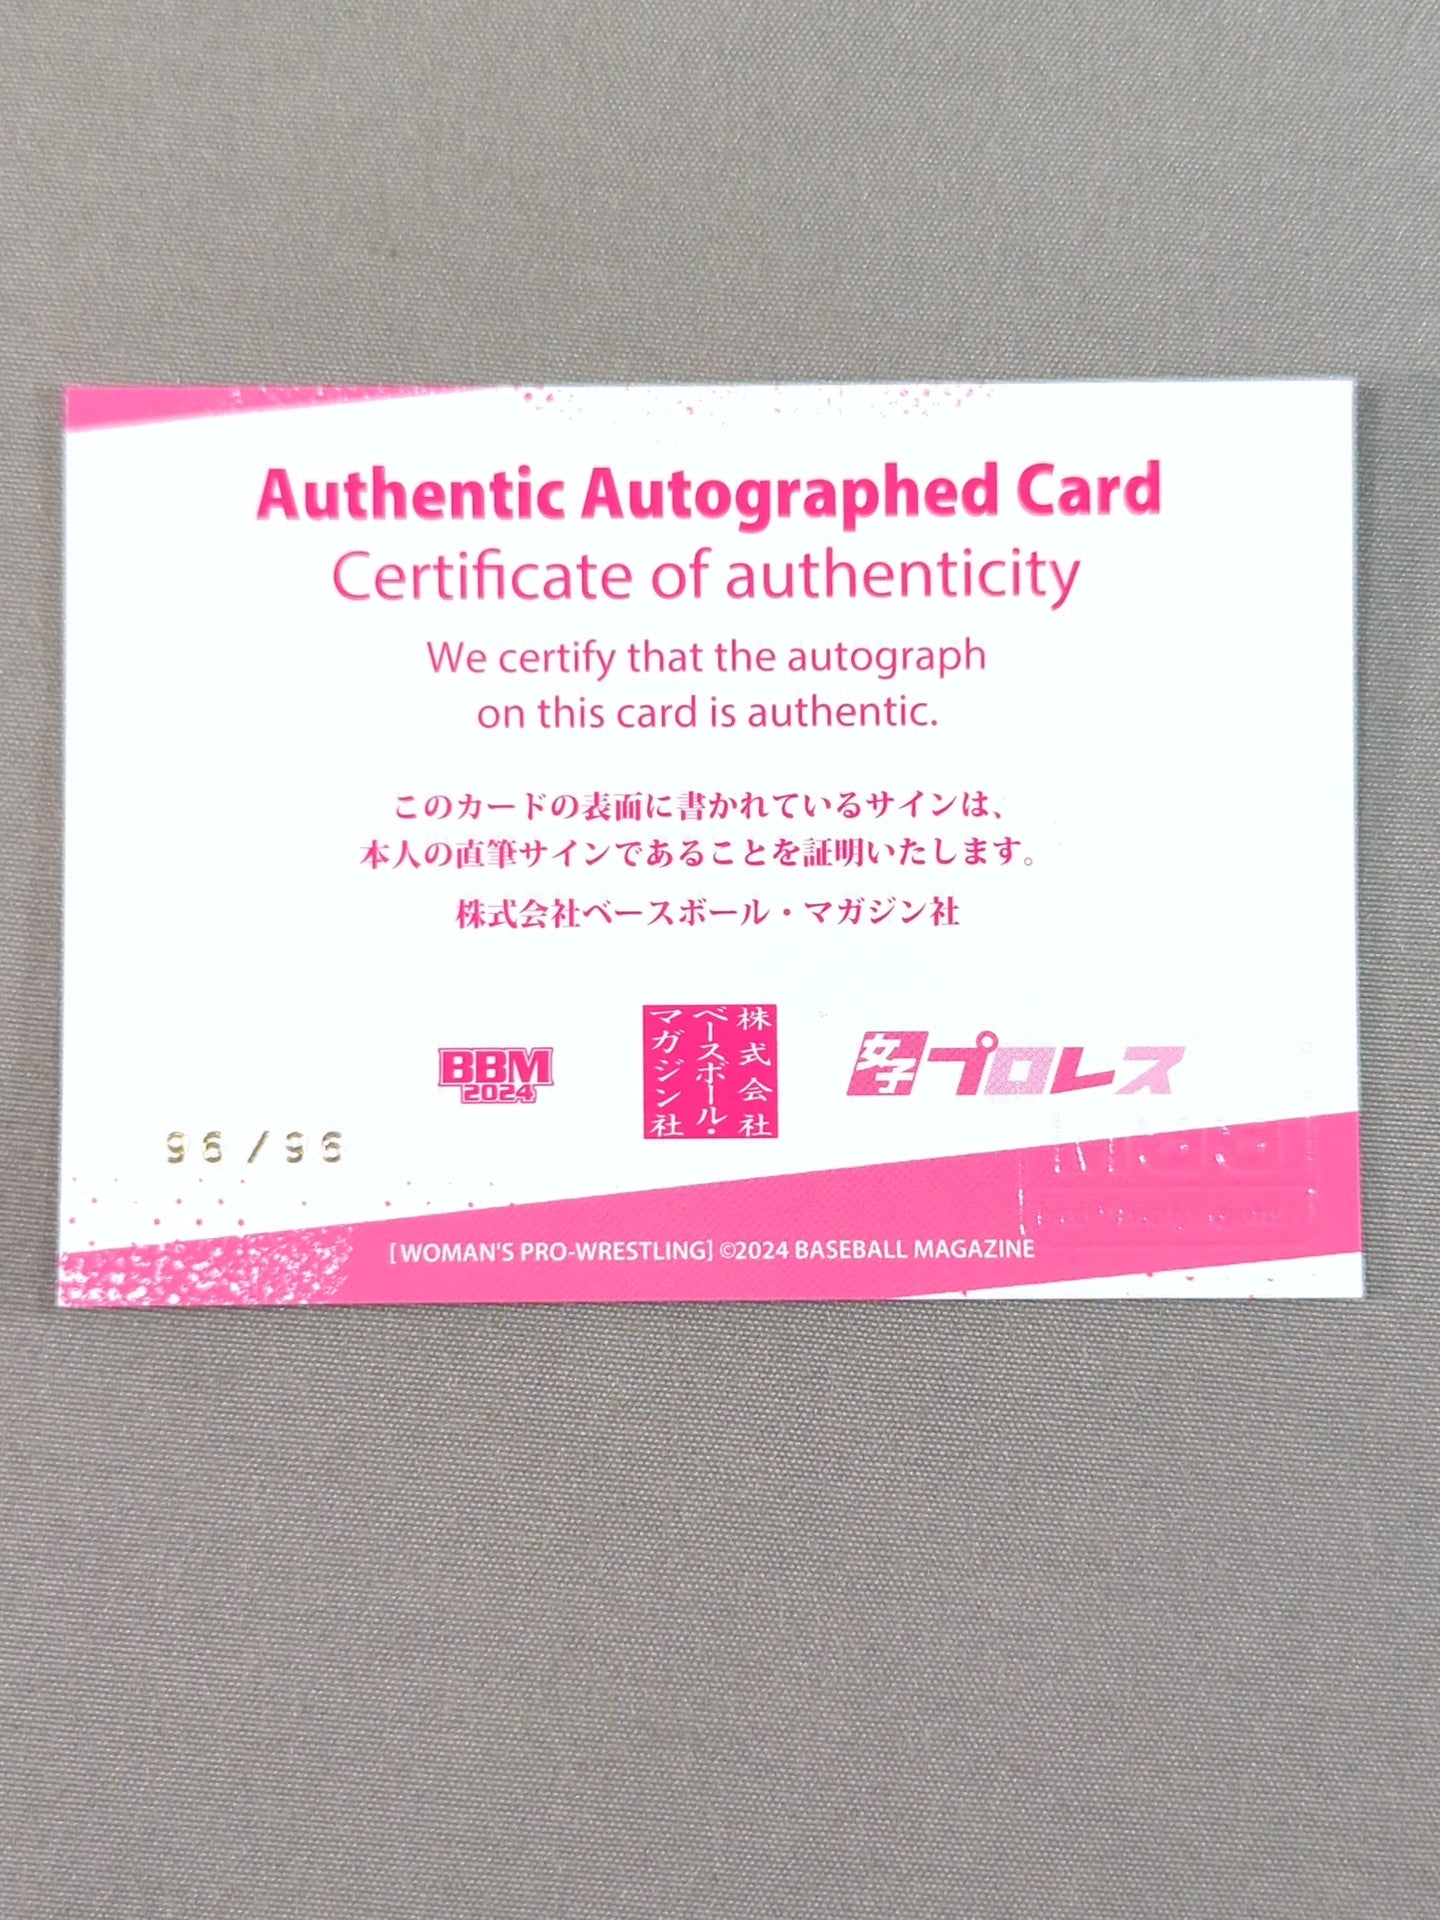 Authentic Autographed Card
Certificate of authenticity
We certify that the autograph
on this card is authentic.
このカードの表面に書かれているサインは、
本人の直筆サインであることを証明いたします。
株式会社ベースボール・マガジン社
BBM
2024
株式会社
ベースボール・
マガジン社
女子プロレス
96/96
[WOMAN'S PRO-WRESTLING] ©2024 BASEBALL MAGAZINE